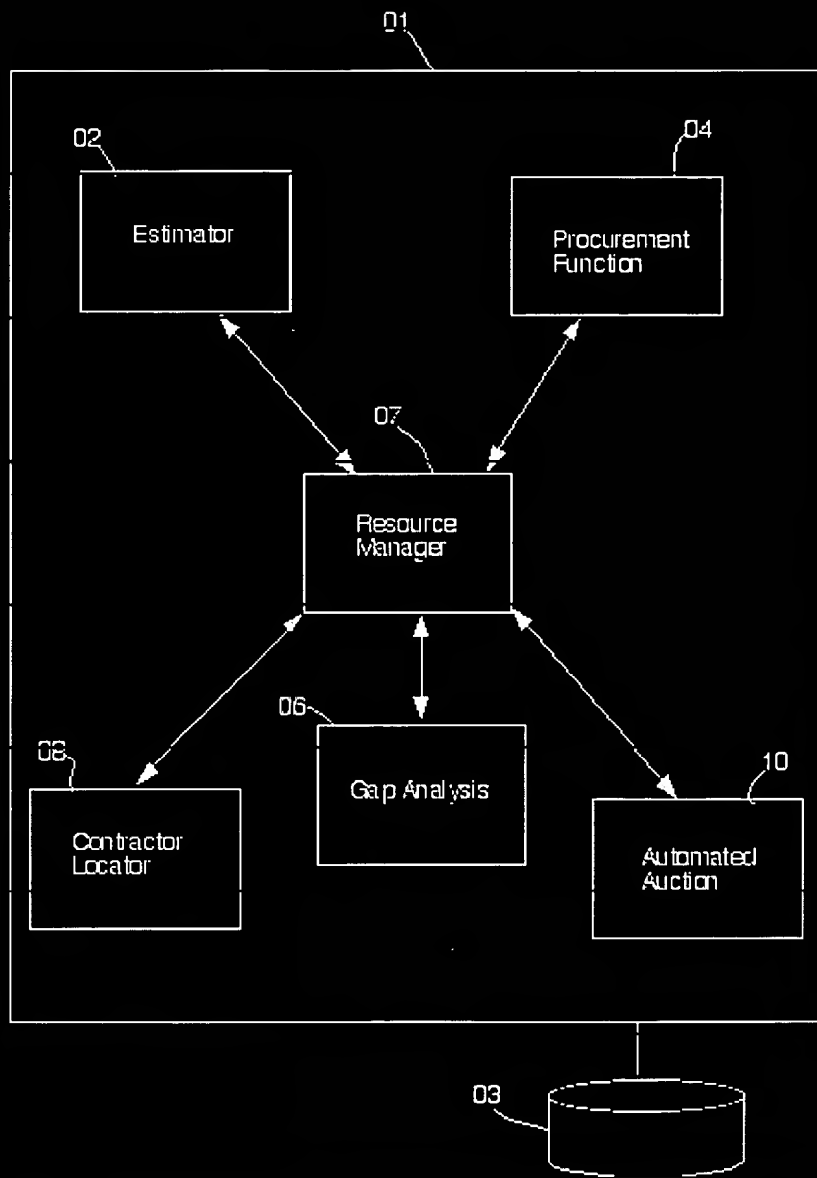 01
02
04
Estimator
Procurement
Function
07
Resource
Manager
06
08
10
Gap Analysis
Contractor
Locator
Automated
Auction
03